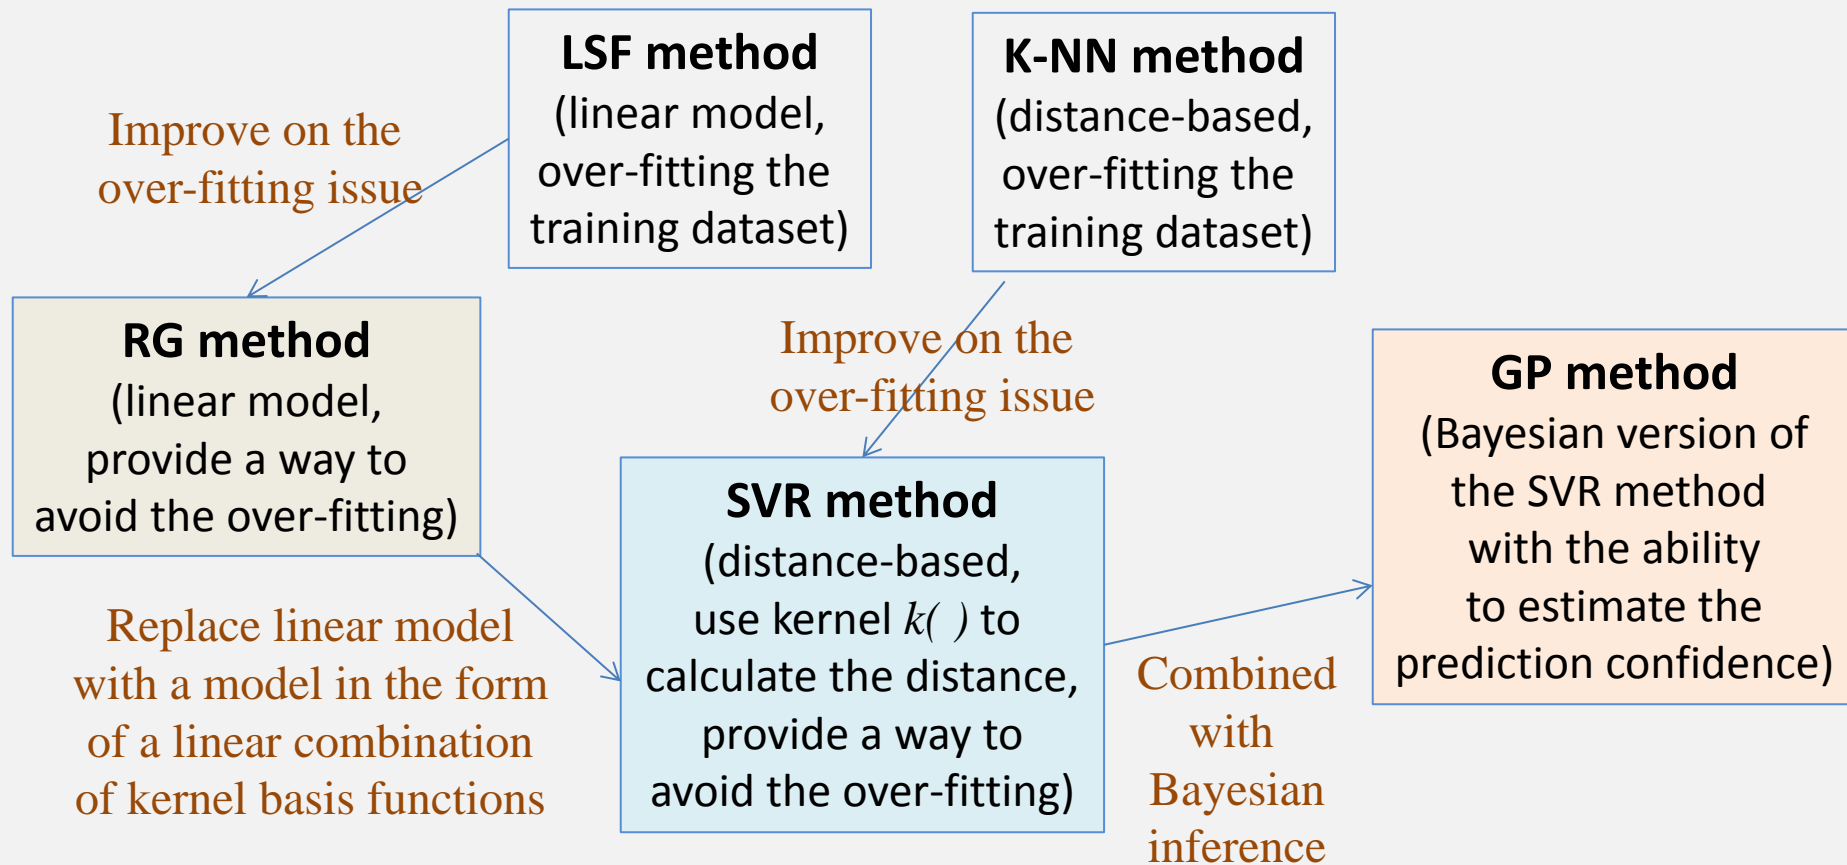 LSF method
(linear model,
over-fitting the
training dataset)
K-NN method
(distance-based,
over-fitting the
training dataset)
Improve on the
over-fitting issue
RG method
(linear model,
provide a way to
avoid the over-fitting)
Improve on the
over-fitting issue
GP method
(Bayesian version of
the SVR method
with the ability
to estimate the
prediction confidence)
SVR method
(distance-based,
use kernel k( ) to
calculate the distance,
provide a way to
avoid the over-fitting)
Replace linear model
with a model in the form
of a linear combination
of kernel basis functions
Combined
with
Bayesian
inference